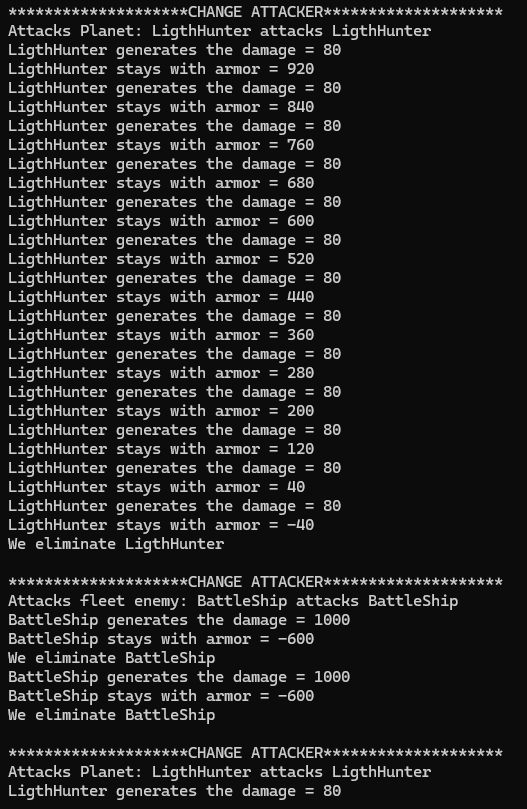 ********************CHANGE ATTACKER********************
Attacks Planet: LigthHunter attacks LigthHunter
LigthHunter generates the damage = 80
LigthHunter stays with armor = 920
LigthHunter generates the damage = 80
LigthHunter stays with armor = 840
LigthHunter generates the damage = 80
LigthHunter stays with armor = 760
LigthHunter generates the damage = 80
LigthHunter stays with armor = 680
LigthHunter generates the damage = 80
LigthHunter stays with armor = 600
LigthHunter generates the damage = 80
LigthHunter stays with armor = 520
LigthHunter generates the damage = 80
LigthHunter stays with armor = 440
LigthHunter generates the damage = 80
LigthHunter stays with armor = 360
LigthHunter generates the damage = 80
LigthHunter stays with armor = 280
LigthHunter generates the damage = 80
LigthHunter stays with armor = 200
LigthHunter generates the damage = 80
LigthHunter stays with armor = 120
LigthHunter generates the damage = 80
LigthHunter stays with armor = 40
LigthHunter generates the damage = 80
LigthHunter stays with armor = -40
We eliminate LigthHunter

********************CHANGE ATTACKER********************
Attacks fleet enemy: BattleShip attacks BattleShip
BattleShip generates the damage = 1000
BattleShip stays with armor = -600
We eliminate BattleShip
BattleShip generates the damage = 1000
BattleShip stays with armor = -600
We eliminate BattleShip

********************CHANGE ATTACKER********************
Attacks Planet: LigthHunter attacks LigthHunter
LigthHunter generates the damage = 80